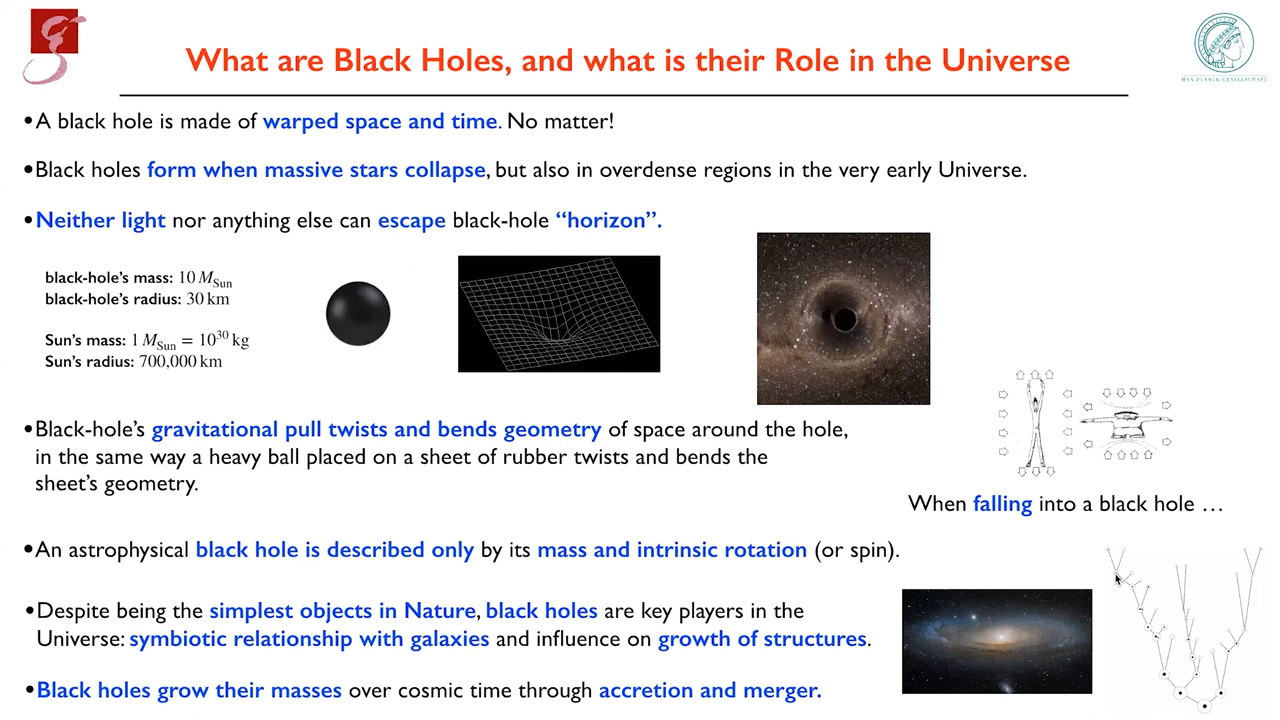 What are Black Holes, and what is their Role in the Universe
MAX-PLANCK-GESELLSCHAFT
•A black hole is made of warped space and time. No matter!
•Black holes form when massive stars collapse, but also in overdense regions in the very early Universe.
•Neither light nor anything else can escape black-hole “horizon”.
black-hole’s mass: 10 M_Sun
black-hole’s radius: 30 km
Sun’s mass: 1 M_Sun = 10^30 kg
Sun’s radius: 700,000 km
•Black-hole’s gravitational pull twists and bends geometry of space around the hole,
in the same way a heavy ball placed on a sheet of rubber twists and bends the
sheet’s geometry.
When falling into a black hole …
•An astrophysical black hole is described only by its mass and intrinsic rotation (or spin).
•Despite being the simplest objects in Nature, black holes are key players in the
Universe: symbiotic relationship with galaxies and influence on growth of structures.
•Black holes grow their masses over cosmic time through accretion and merger.